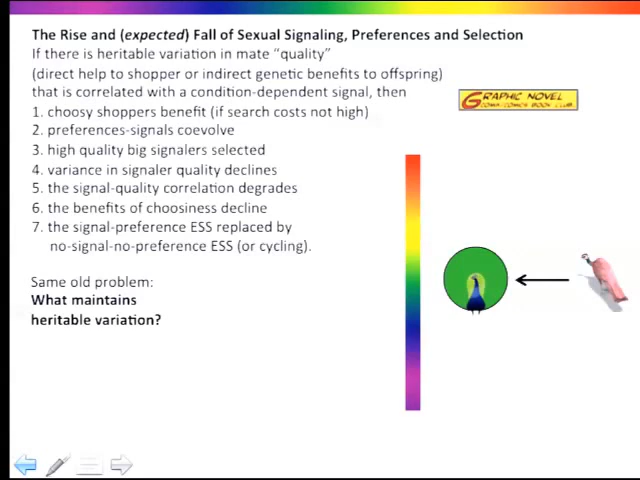 The Rise and (expected) Fall of Sexual Signaling, Preferences and Selection
If there is heritable variation in mate “quality”
(direct help to shopper or indirect genetic benefits to offspring)
that is correlated with a condition-dependent signal, then
1. choosy shoppers benefit (if search costs not high)
2. preferences-signals coevolve
3. high quality big signalers selected
4. variance in signaler quality declines
5. the signal-quality correlation degrades
6. the benefits of choosiness decline
7. the signal-preference ESS replaced by
no-signal-no-preference ESS (or cycling).
Same old problem:
What maintains
heritable variation?
GRAPHIC NOVEL